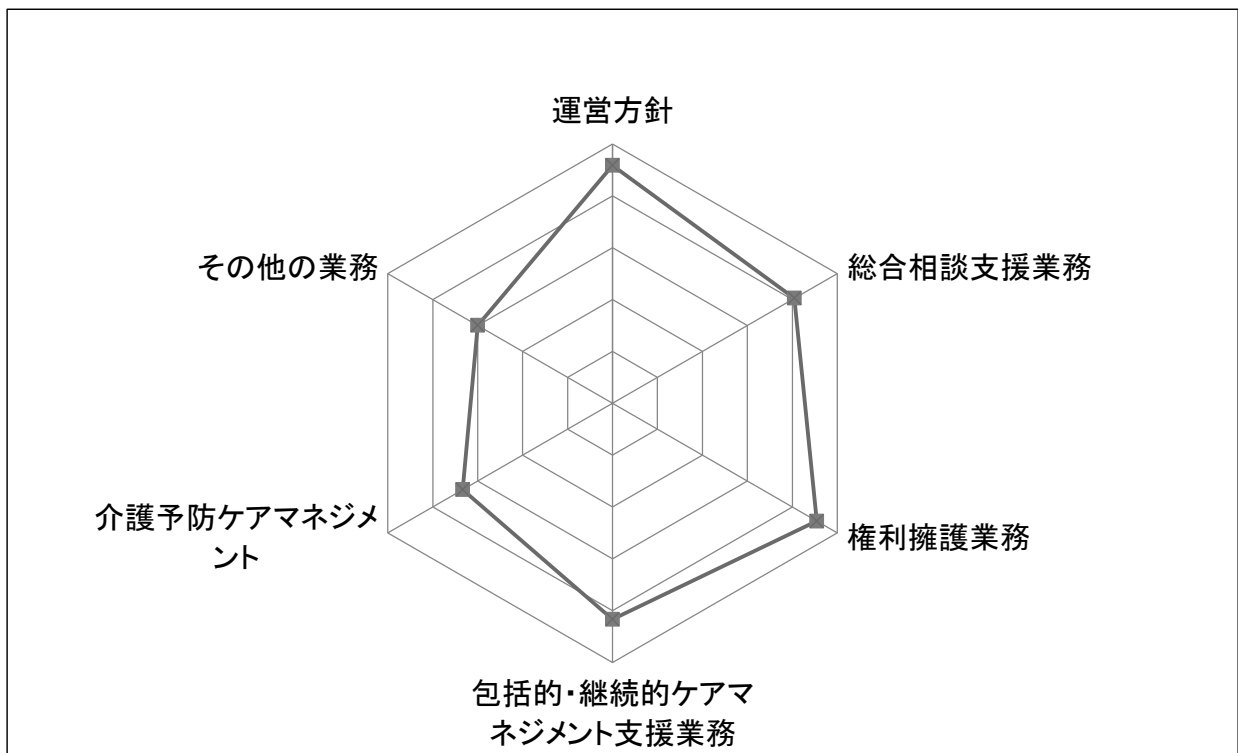 運営方針
総合相談支援業務
権利擁護業務
包括的・継続的ケアマ
ネジメント支援業務
介護予防ケアマネジメ
ント
その他の業務